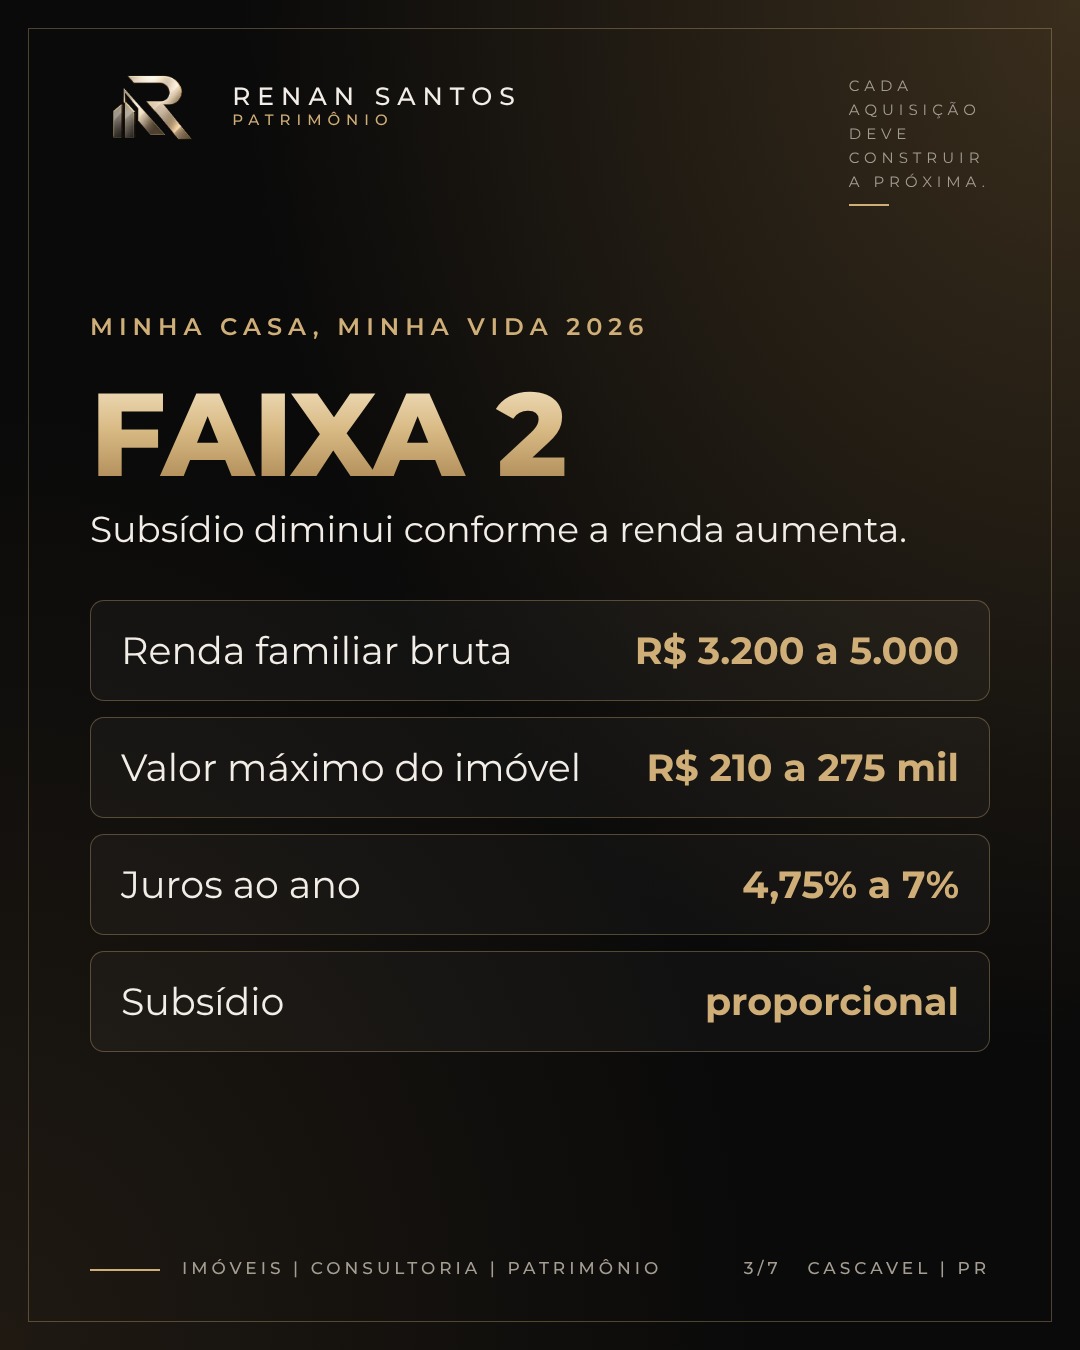 RENAN SANTOS
PATRIMÔNIO
CADA
AQUISIÇÃO
DEVE
CONSTRUIR
A PRÓXIMA.
MINHA CASA, MINHA VIDA 2026
FAIXA 2
Subsídio diminui conforme a renda aumenta.
Renda familiar bruta R$ 3.200 a 5.000
Valor máximo do imóvel R$ 210 a 275 mil
Juros ao ano 4,75% a 7%
Subsídio proporcional
IMÓVEIS | CONSULTORIA | PATRIMÔNIO 3/7 CASCAVEL | PR